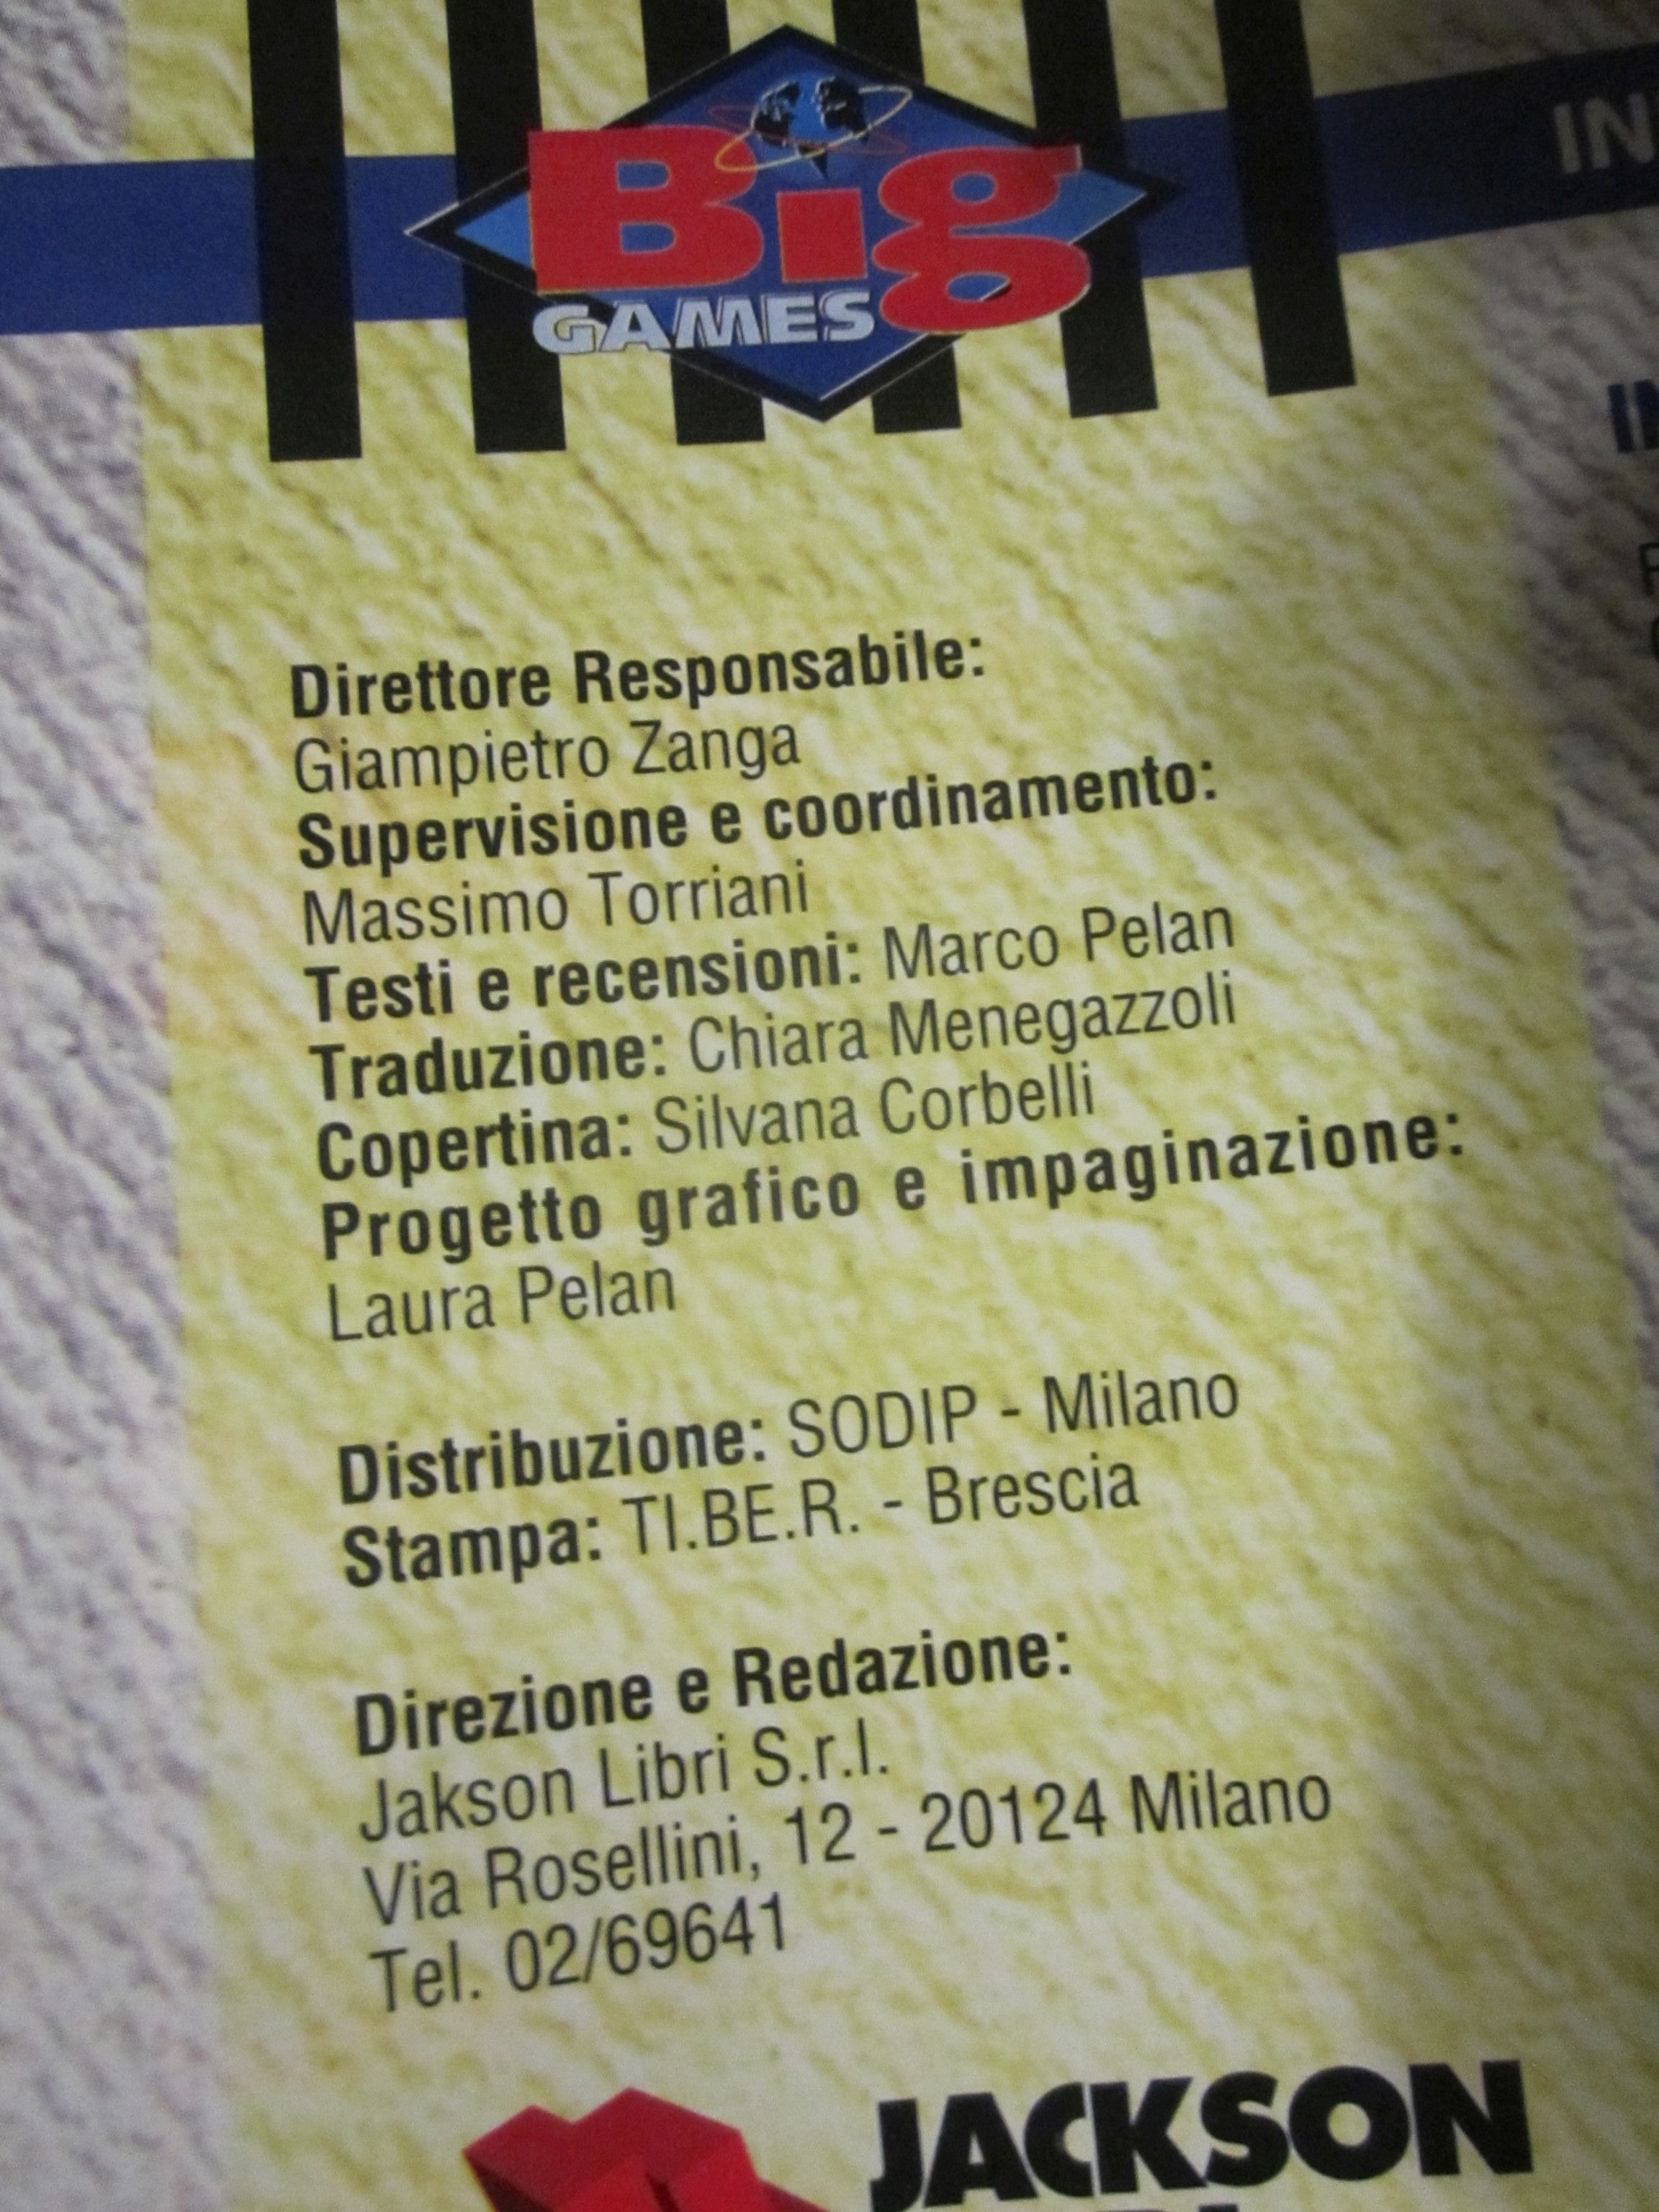 Big
GAMES
IN
Direttore Responsabile:
Giampietro Zanga
Supervisione e coordinamento:
Massimo Torriani
Testi e recensioni: Marco Pelan
Traduzione: Chiara Menegazzoli
Copertina: Silvana Corbelli
Progetto grafico e impaginazione:
Laura Pelan
Distribuzione: SODIP - Milano
Stampa: TI.BE.R. - Brescia
Direzione e Redazione:
Jakson Libri S.r.l.
Via Rosellini, 12 - 20124 Milano
Tel. 02/69641
JACKSON